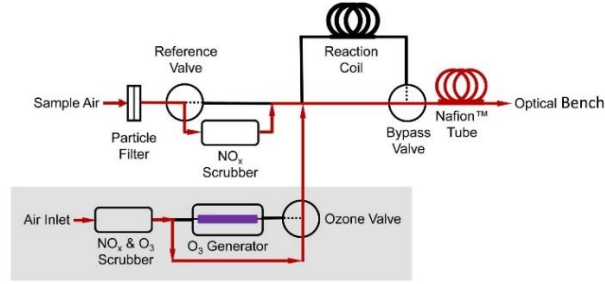 Reaction
Coil
Reference
Valve
Sample Air
Particle
Filter
NOx
Scrubber
Bypass
Valve
Nafion™
Tube
Optical Bench
Air Inlet
NOx & O3
Scrubber
O3 Generator
Ozone Valve